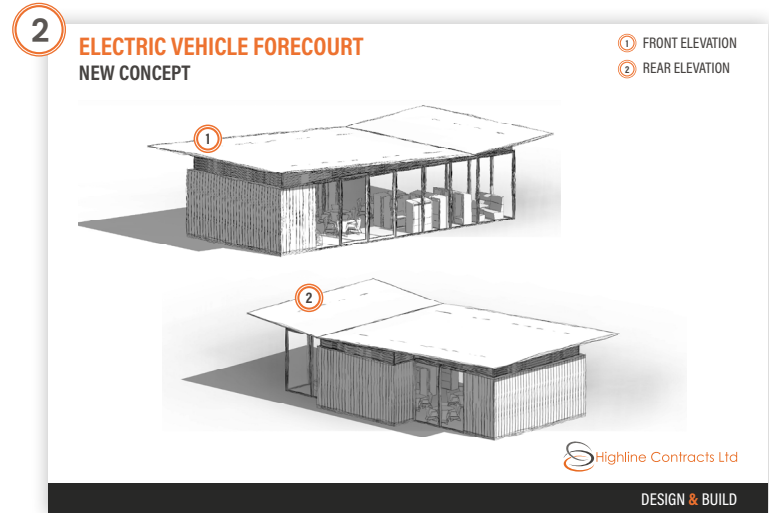 2
ELECTRIC VEHICLE FORECOURT
NEW CONCEPT
1 FRONT ELEVATION
2 REAR ELEVATION
1
2
Highline Contracts Ltd
DESIGN & BUILD